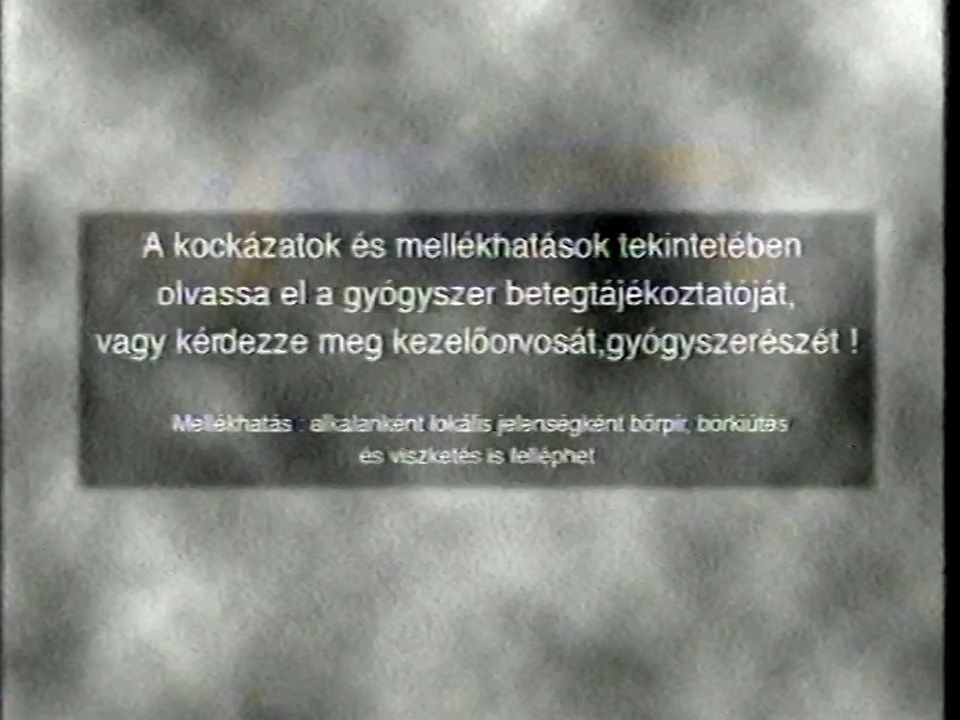 A kockázatok és mellékhatások tekintetében
olvassa el a gyógyszer betegtájékoztatóját,
vagy kérdezze meg kezelőorvosát,gyógyszerészét !
Mellékhatás : alkalanként lokális jelenségként bőrpír, bőrkiütés
és viszketés is felléphet